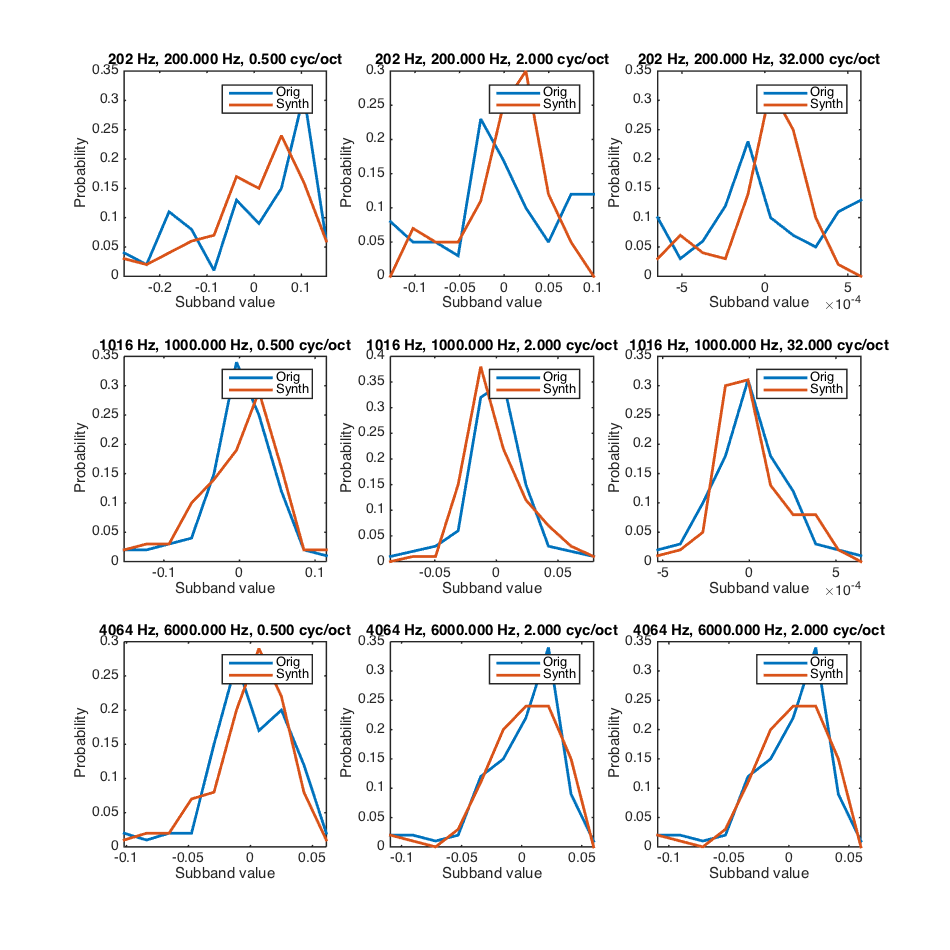 202 Hz, 200.000 Hz, 0.500 cyc/oct
202 Hz, 200.000 Hz, 2.000 cyc/oct
202 Hz, 200.000 Hz, 32.000 cyc/oct
0.35
0.3
0.25
0.2
0.15
0.1
0.05
0
Probability
Orig
Synth
-0.2 -0.1 0 0.1
Subband value
0.3
0.2
0.1
0
Probability
Orig
Synth
-0.1 -0.05 0 0.05 0.1
Subband value
0.35
0.3
0.25
0.2
0.15
0.1
0.05
0
Probability
Orig
Synth
-5 0 5
Subband value ×10-4
1016 Hz, 1000.000 Hz, 0.500 cyc/oct
1016 Hz, 1000.000 Hz, 2.000 cyc/oct
1016 Hz, 1000.000 Hz, 32.000 cyc/oct
0.35
0.3
0.25
0.2
0.15
0.1
0.05
0
Probability
Orig
Synth
-0.1 0 0.1
Subband value
0.4
0.35
0.3
0.25
0.2
0.15
0.1
0.05
0
Probability
Orig
Synth
-0.05 0 0.05
Subband value
0.35
0.3
0.25
0.2
0.15
0.1
0.05
0
Probability
Orig
Synth
-5 0 5
Subband value ×10-4
4064 Hz, 6000.000 Hz, 0.500 cyc/oct
4064 Hz, 6000.000 Hz, 2.000 cyc/oct
4064 Hz, 6000.000 Hz, 2.000 cyc/oct
0.3
0.25
0.2
0.15
0.1
0.05
0
Probability
Orig
Synth
-0.1 -0.05 0 0.05
Subband value
0.35
0.3
0.25
0.2
0.15
0.1
0.05
0
Probability
Orig
Synth
-0.1 -0.05 0 0.05
Subband value
0.35
0.3
0.25
0.2
0.15
0.1
0.05
0
Probability
Orig
Synth
-0.1 -0.05 0 0.05
Subband value